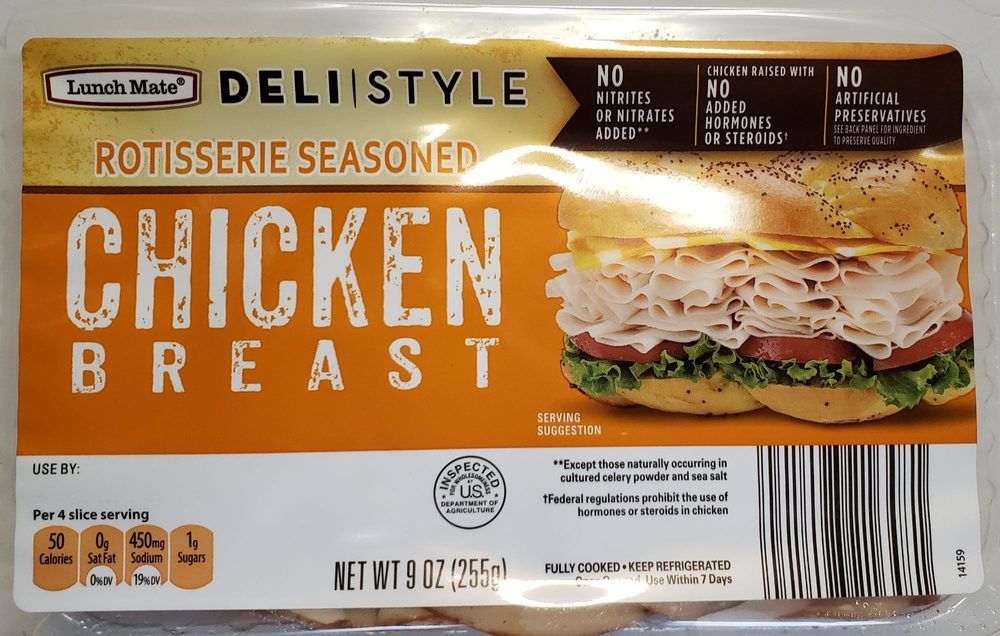 Lunch Mate®
DELI|STYLE
ROTISSERIE SEASONED
CHICKEN
BREAST
NO
NITRITES
OR NITRATES
ADDED**
CHICKEN RAISED WITH
NO
ADDED
HORMONES
OR STEROIDS†
NO
ARTIFICIAL
PRESERVATIVES
SEE BACK PANEL FOR INGREDIENT
TO PRESERVE QUALITY
SERVING
SUGGESTION
USE BY:
Per 4 slice serving
50
Calories
0g
Sat Fat
0% DV
450mg
Sodium
19% DV
1g
Sugars
INSPECTED
FOR WHOLESOMENESS
BY
U.S.
DEPARTMENT OF
AGRICULTURE
NET WT 9 OZ (255g)
**Except those naturally occurring in
cultured celery powder and sea salt
†Federal regulations prohibit the use of
hormones or steroids in chicken
FULLY COOKED • KEEP REFRIGERATED
Use Within 7 Days
14159